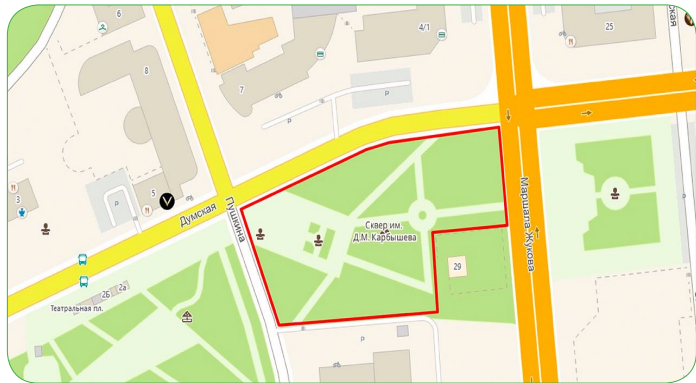 6
4/1
25
ская
8
7
P
P
P
5
V
3
Думская
Пушкина
Сквер им.
Д.М. Карбышева
Маршала Жукова
29
2Б
2а
Театральная пл.
P